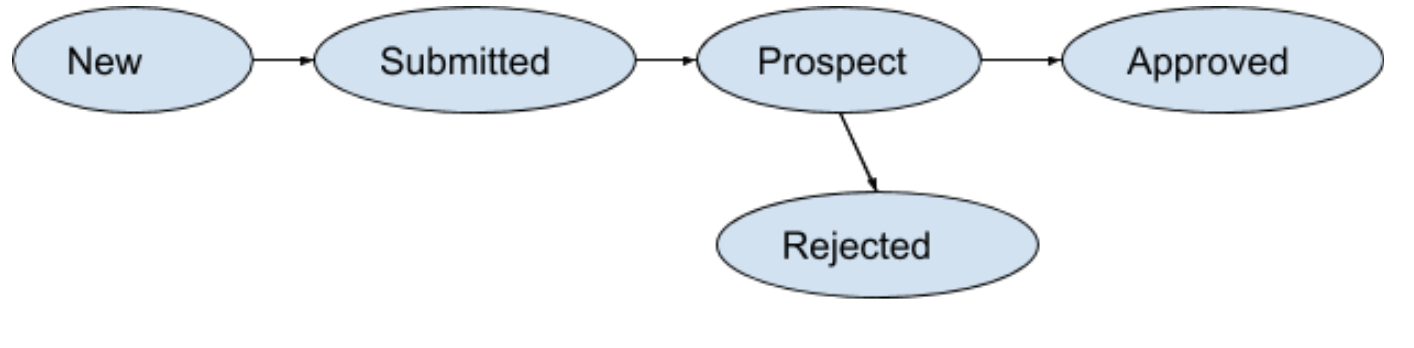 New
Submitted
Prospect
Approved
Rejected